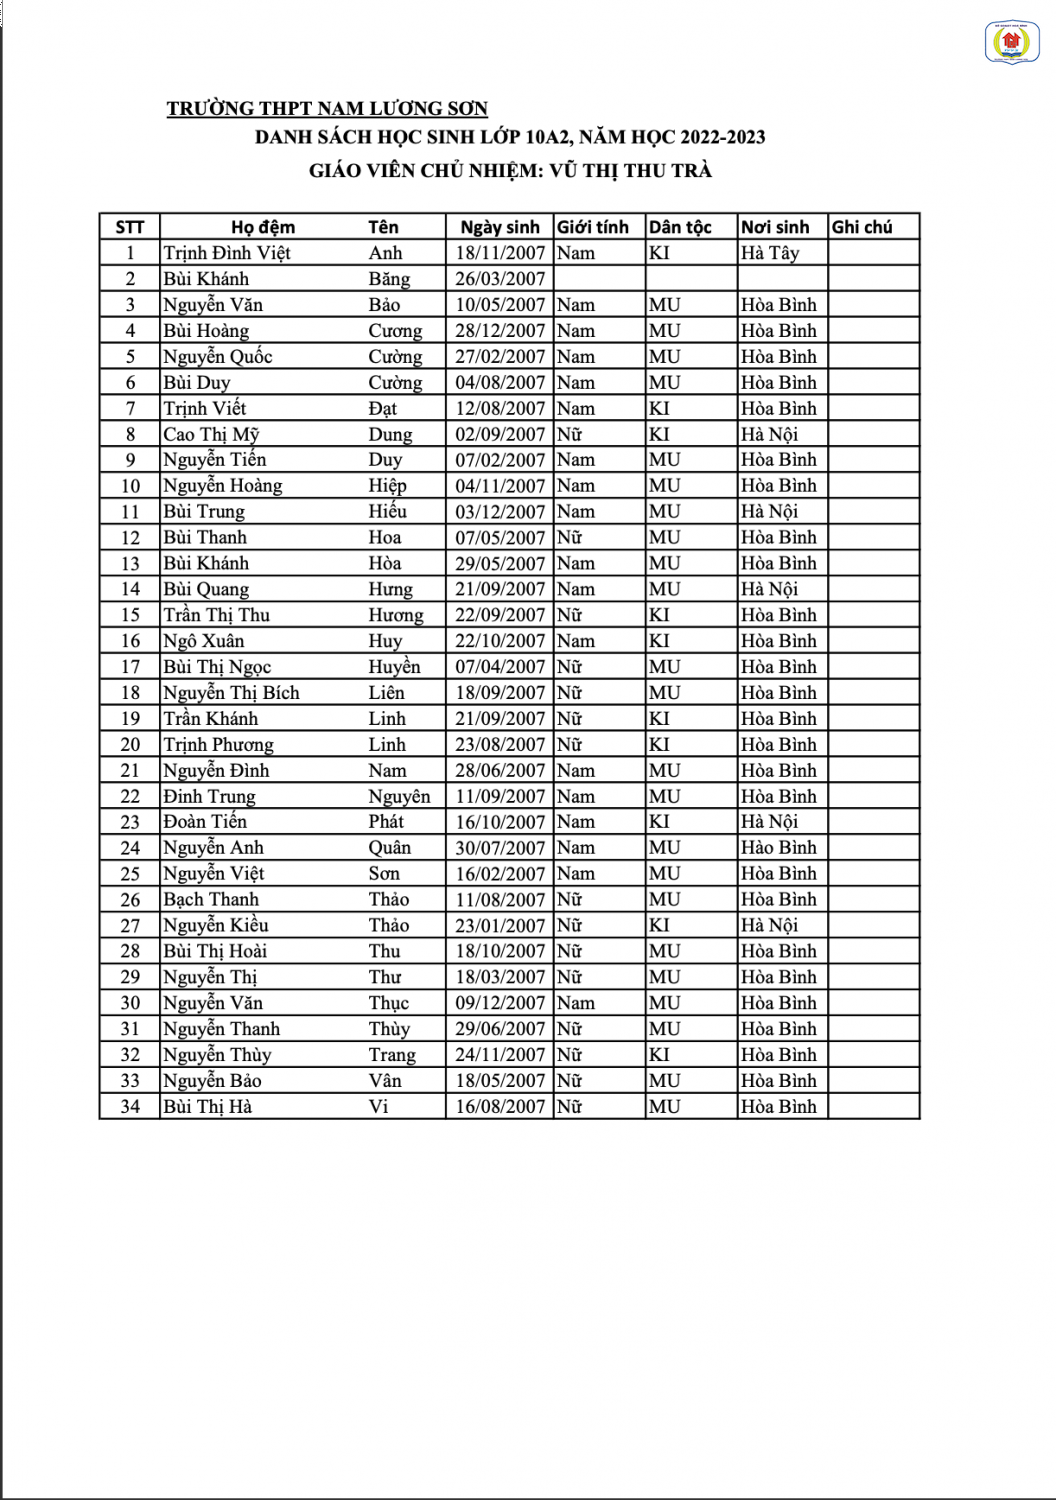 TRƯỜNG THPT NAM LƯƠNG SƠN
DANH SÁCH HỌC SINH LỚP 10A2, NĂM HỌC 2022-2023
GIÁO VIÊN CHỦ NHIỆM: VŨ THỊ THU TRÀ
STT Họ đệm Tên Ngày sinh Giới tính Dân tộc Nơi sinh Ghi chú
1 Trịnh Đình Việt Anh 18/11/2007 Nam KI Hà Tây
2 Bùi Khánh Băng 26/03/2007
3 Nguyễn Văn Bảo 10/05/2007 Nam MU Hòa Bình
4 Bùi Hoàng Cương 28/12/2007 Nam MU Hòa Bình
5 Nguyễn Quốc Cường 27/02/2007 Nam MU Hòa Bình
6 Bùi Duy Cường 04/08/2007 Nam MU Hòa Bình
7 Trịnh Viết Đạt 12/08/2007 Nam KI Hòa Bình
8 Cao Thị Mỹ Dung 02/09/2007 Nữ KI Hà Nội
9 Nguyễn Tiến Duy 07/02/2007 Nam MU Hòa Bình
10 Nguyễn Hoàng Hiệp 04/11/2007 Nam MU Hòa Bình
11 Bùi Trung Hiếu 03/12/2007 Nam MU Hà Nội
12 Bùi Thanh Hoa 07/05/2007 Nữ MU Hòa Bình
13 Bùi Khánh Hòa 29/05/2007 Nam MU Hòa Bình
14 Bùi Quang Hưng 21/09/2007 Nam MU Hà Nội
15 Trần Thị Thu Hương 22/09/2007 Nữ KI Hòa Bình
16 Ngô Xuân Huy 22/10/2007 Nam KI Hòa Bình
17 Bùi Thị Ngọc Huyền 07/04/2007 Nữ MU Hòa Bình
18 Nguyễn Thị Bích Liên 18/09/2007 Nữ MU Hòa Bình
19 Trần Khánh Linh 21/09/2007 Nữ KI Hòa Bình
20 Trịnh Phương Linh 23/08/2007 Nữ KI Hòa Bình
21 Nguyễn Đình Nam 28/06/2007 Nam MU Hòa Bình
22 Đinh Trung Nguyên 11/09/2007 Nam MU Hòa Bình
23 Đoàn Tiến Phát 16/10/2007 Nam KI Hà Nội
24 Nguyễn Anh Quân 30/07/2007 Nam MU Hào Bình
25 Nguyễn Việt Sơn 16/02/2007 Nam MU Hòa Bình
26 Bạch Thanh Thảo 11/08/2007 Nữ MU Hòa Bình
27 Nguyễn Kiều Thảo 23/01/2007 Nữ KI Hà Nội
28 Bùi Thị Hoài Thu 18/10/2007 Nữ MU Hòa Bình
29 Nguyễn Thị Thư 18/03/2007 Nữ MU Hòa Bình
30 Nguyễn Văn Thục 09/12/2007 Nam MU Hòa Bình
31 Nguyễn Thanh Thùy 29/06/2007 Nữ MU Hòa Bình
32 Nguyễn Thùy Trang 24/11/2007 Nữ KI Hòa Bình
33 Nguyễn Bảo Vân 18/05/2007 Nữ MU Hòa Bình
34 Bùi Thị Hà Vi 16/08/2007 Nữ MU Hòa Bình